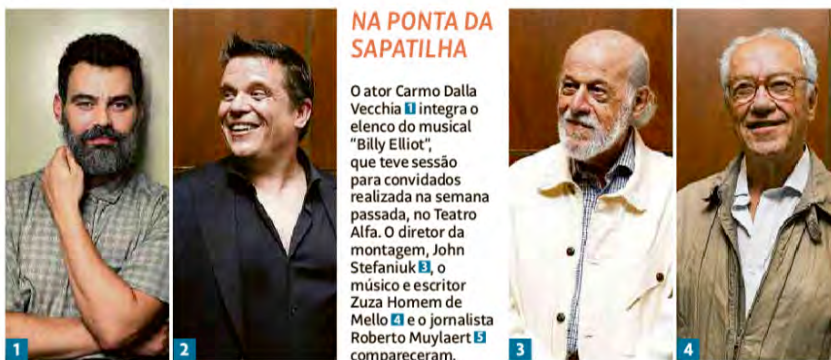 NA PONTA DA
SAPATILHA
O ator Carmo Dalla
Vecchia 1 integra o
elenco do musical
"Billy Elliot",
que teve sessão
para convidados
realizada na semana
passada, no Teatro
Alfa. O diretor da
montagem, John
Stefaniuk 3, o
músico e escritor
Zuza Homem de
Mello 4 e o jornalista
Roberto Muylaert 5
compareceram.
1
2
3
4